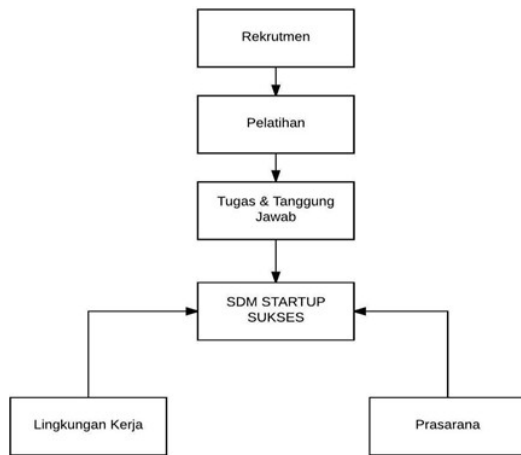 Rekrutmen
Pelatihan
Tugas & Tanggung
Jawab
SDM STARTUP
SUKSES
Lingkungan Kerja
Prasarana